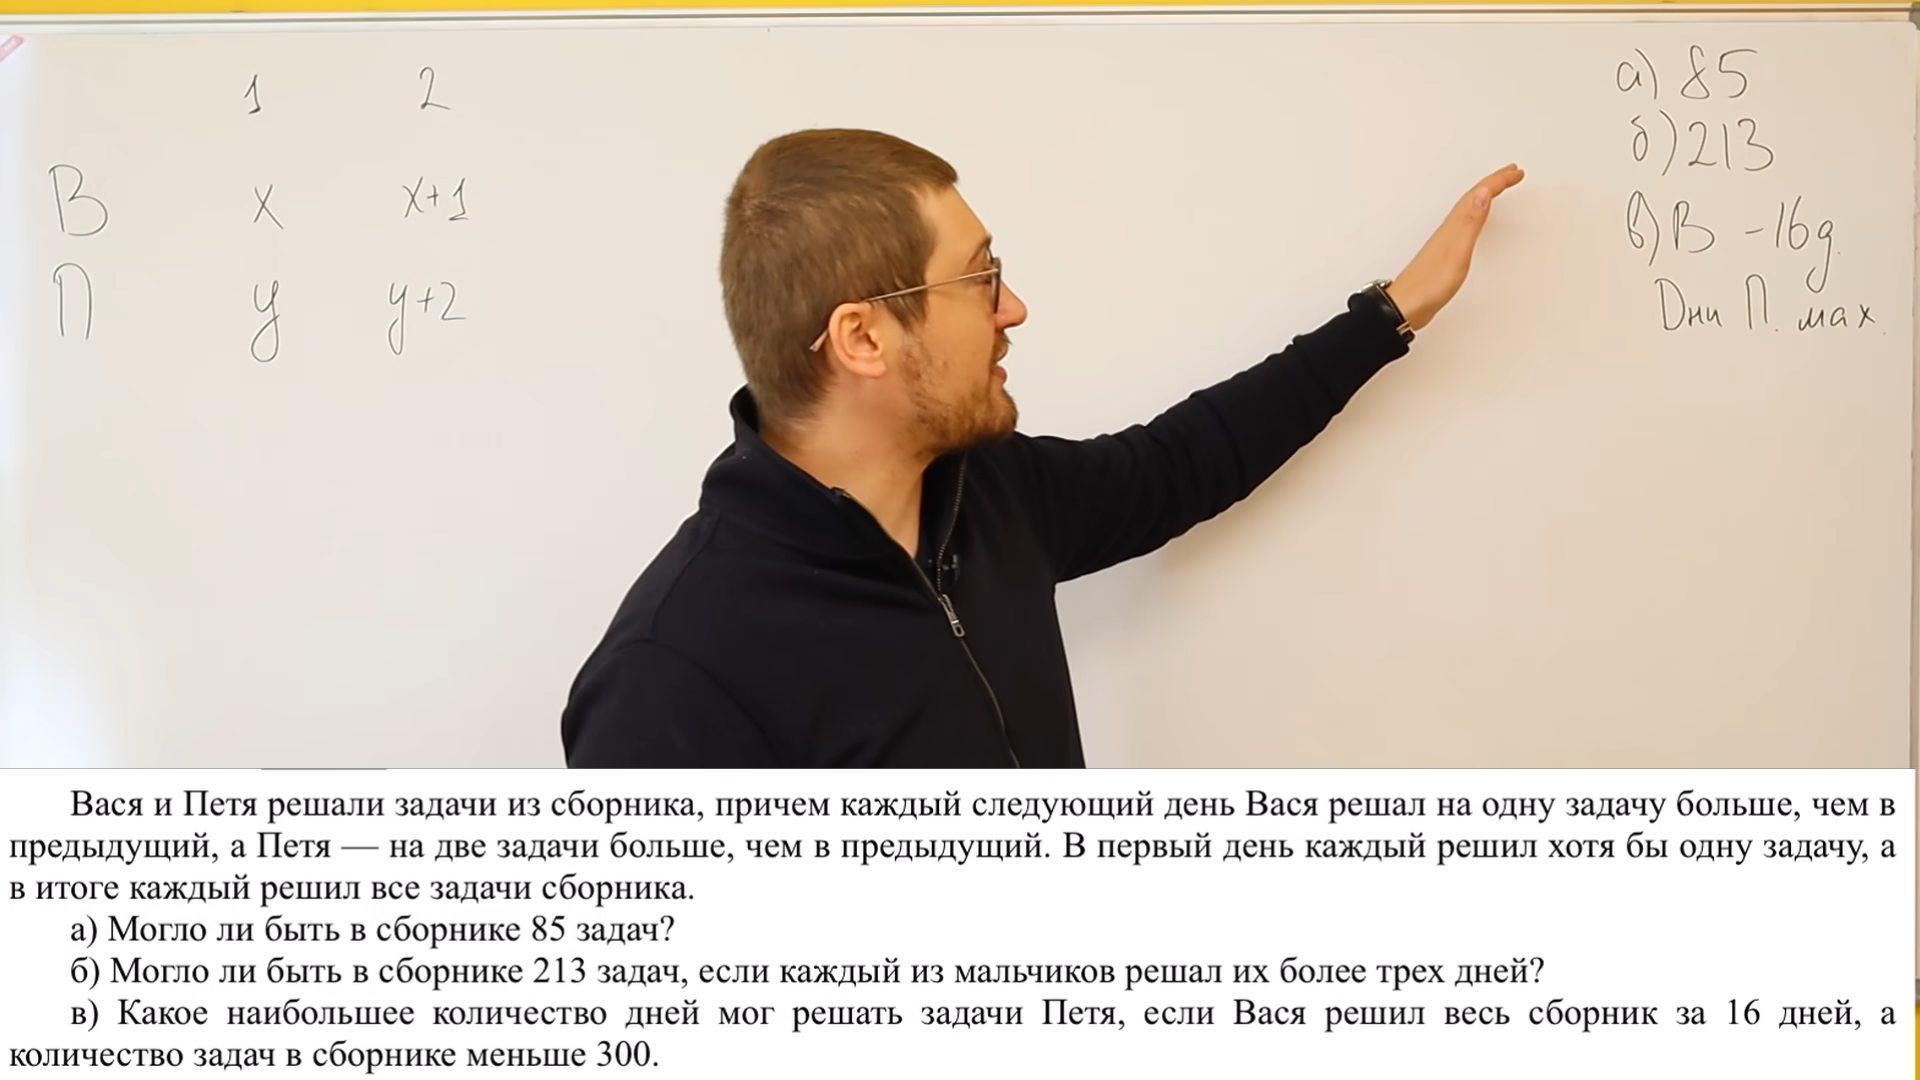 1 2
В x x+1
П y y+2
а) 85
б) 213
в) В - 16 д.
Дни П. мах.
Вася и Петя решали задачи из сборника, причем каждый следующий день Вася решал на одну задачу больше, чем в
предыдущий, а Петя — на две задачи больше, чем в предыдущий. В первый день каждый решил хотя бы одну задачу, а
в итоге каждый решил все задачи сборника.
а) Могло ли быть в сборнике 85 задач?
б) Могло ли быть в сборнике 213 задач, если каждый из мальчиков решал их более трех дней?
в) Какое наибольшее количество дней мог решать задачи Петя, если Вася решил весь сборник за 16 дней, а
количество задач в сборнике меньше 300.